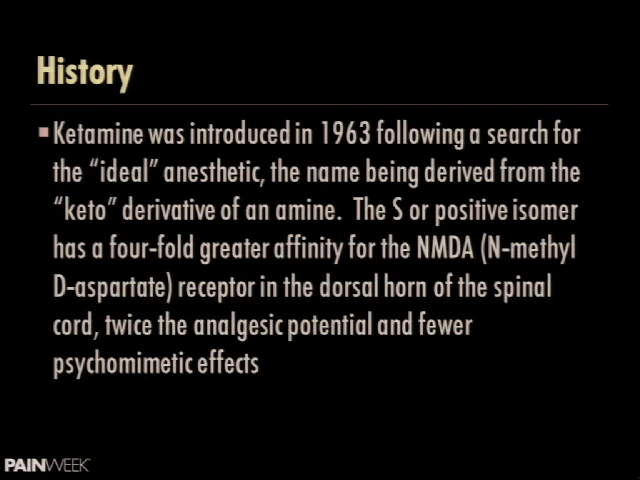 History
Ketamine was introduced in 1963 following a search for
the “ideal” anesthetic, the name being derived from the
“keto” derivative of an amine.  The S or positive isomer
has a four-fold greater affinity for the NMDA (N-methyl
D-aspartate) receptor in the dorsal horn of the spinal
cord, twice the analgesic potential and fewer
psychomimetic effects
PAINWEEK